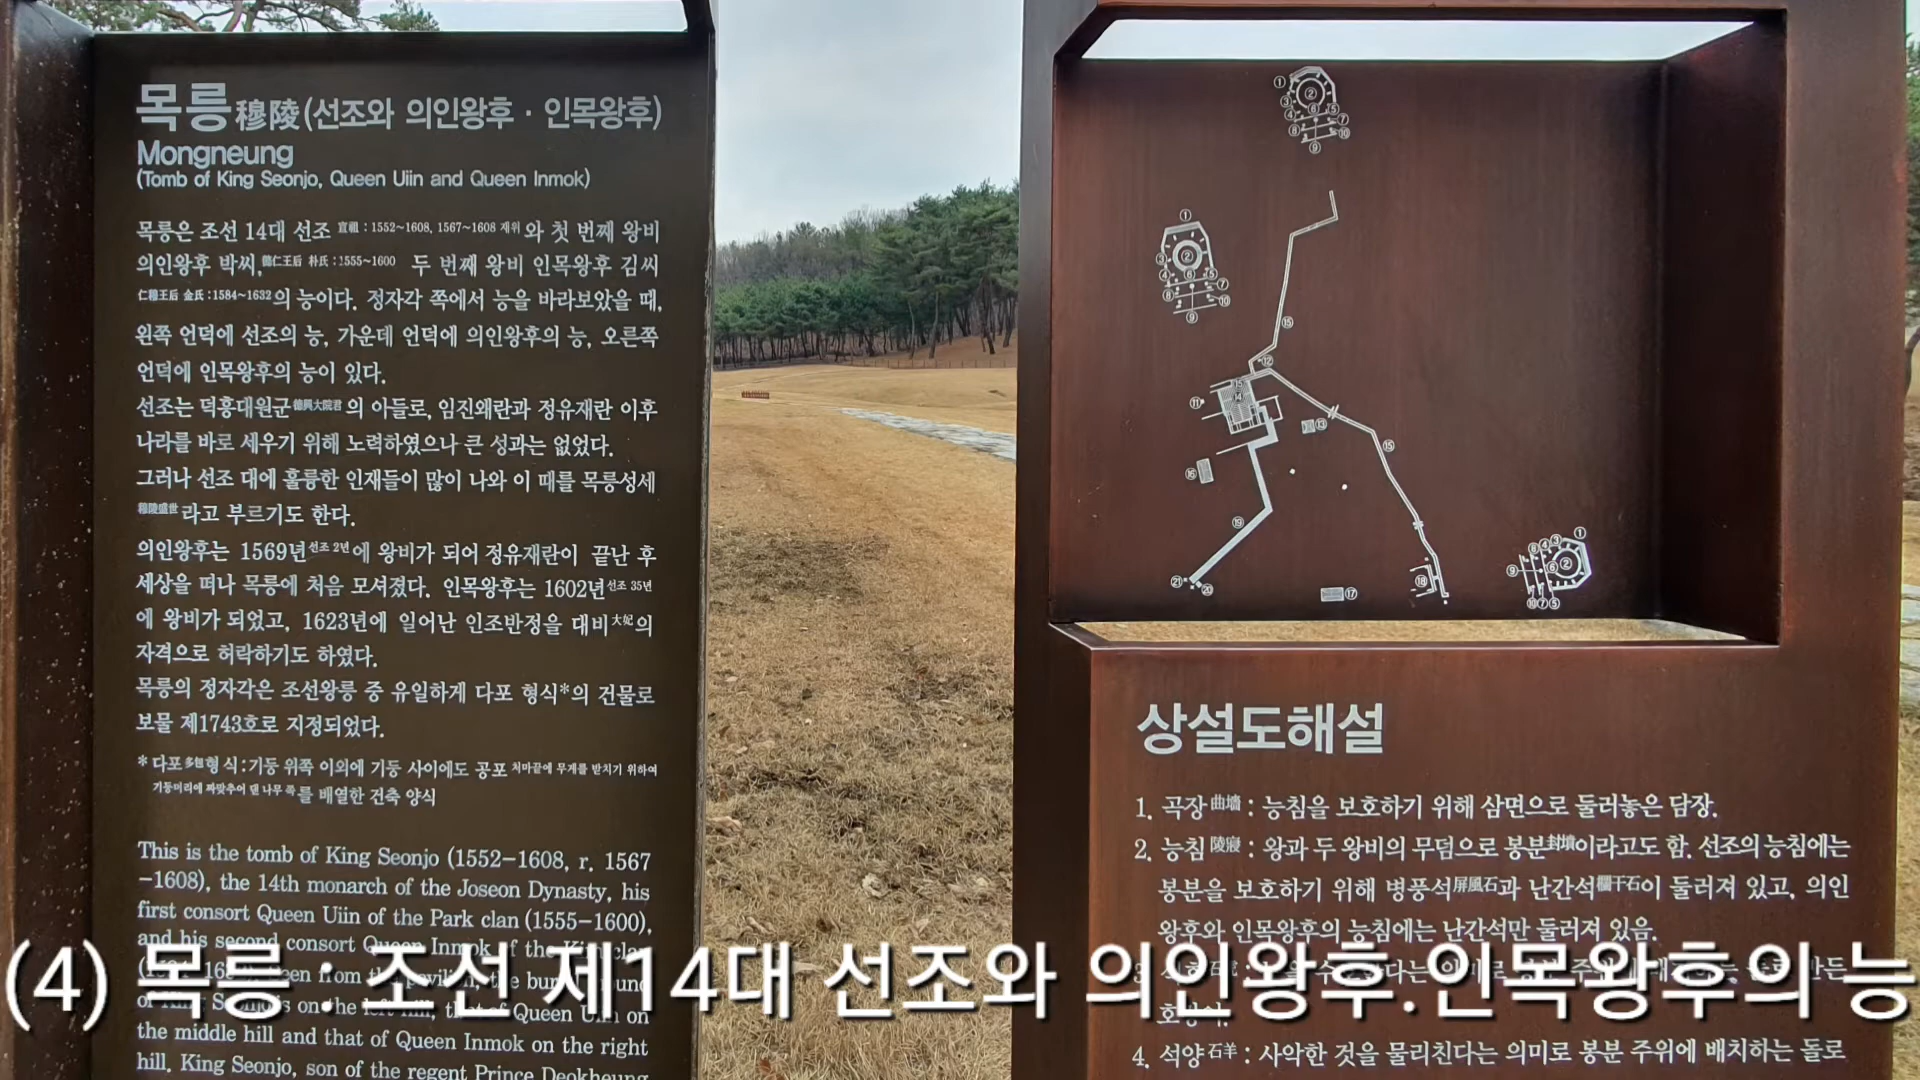 목릉穆陵(선조와 의인왕후 · 인목왕후)
Mongneung
(Tomb of King Seonjo, Queen Uiin and Queen Inmok)
목릉은 조선 14대 선조 宣祖 : 1552~1608, 1567~1608 재위 와 첫 번째 왕비
의인왕후 박씨,懿仁王后 朴氏 : 1555~1600 두 번째 왕비 인목왕후 김씨
仁穆王后 金氏 : 1584~1632 의 능이다. 정자각 쪽에서 능을 바라보았을 때,
왼쪽 언덕에 선조의 능, 가운데 언덕에 의인왕후의 능, 오른쪽
언덕에 인목왕후의 능이 있다.
선조는 덕흥대원군德興大院君 의 아들로, 임진왜란과 정유재란 이후
나라를 바로 세우기 위해 노력하였으나 큰 성과는 없었다.
그러나 선조 대에 훌륭한 인재들이 많이 나와 이 때를 목릉성세
穆陵盛世 라고 부르기도 한다.
의인왕후는 1569년 선조 2년 에 왕비가 되어 정유재란이 끝난 후
세상을 떠나 목릉에 처음 모셔졌다. 인목왕후는 1602년 선조 35년
에 왕비가 되었고, 1623년에 일어난 인조반정을 대비大妃의
자격으로 허락하기도 하였다.
목릉의 정자각은 조선왕릉 중 유일하게 다포 형식*의 건물로
보물 제1743호로 지정되었다.
* 다포多包형식 : 기둥 위쪽 이외에 기둥 사이에도 공포 처마끝에 무게를 받치기 위하여
기둥머리에 짜맞추어 댄 나무 쪽를 배열한 건축 양식
This is the tomb of King Seonjo (1552-1608, r. 1567
-1608), the 14th monarch of the Joseon Dynasty, his
first consort Queen Uiin of the Park clan (1555-1600),
and his second consort Queen Inmok of the Kim clan
the middle hill and that of Queen Inmok on the right
hill. King Seonjo, son of the regent Prince Deokheung
상설도해설
1. 곡장 曲墻 : 능침을 보호하기 위해 삼면으로 둘러놓은 담장.
2. 능침 陵寢 : 왕과 두 왕비의 무덤으로 봉분封墳이라고도 함. 선조의 능침에는
봉분을 보호하기 위해 병풍석屛風石과 난간석欄干石이 둘러져 있고, 의인
왕후와 인목왕후의 능침에는 난간석만 둘러져 있음.
4. 석양 石羊 : 사악한 것을 물리친다는 의미로 봉분 주위에 배치하는 돌로
(4) 목릉 : 조선 제14대 선조와 의인왕후.인목왕후의 능